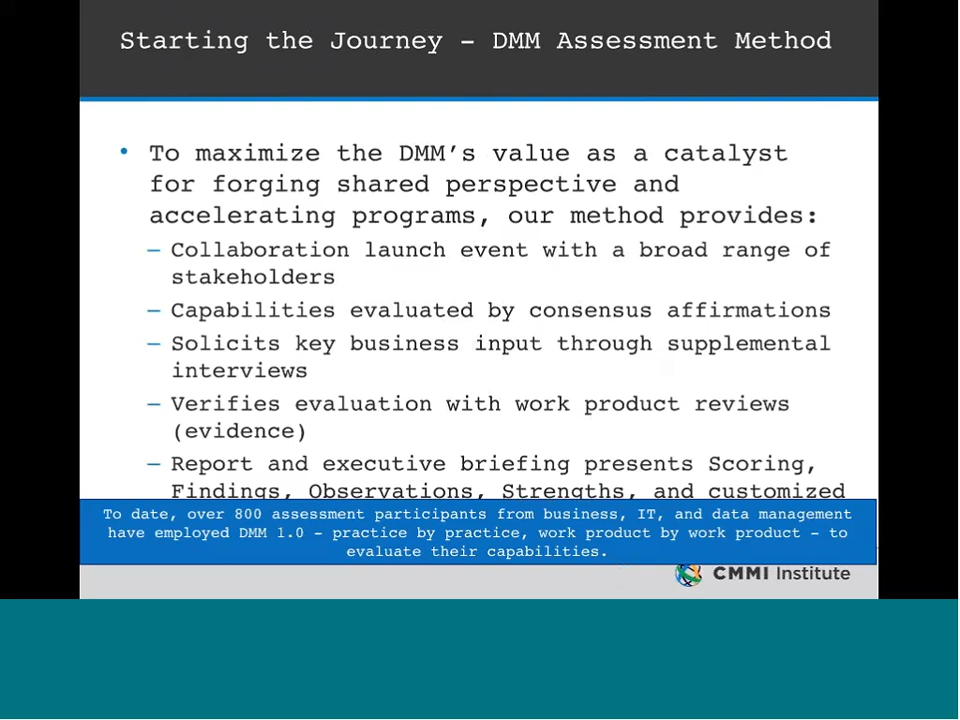 Starting the Journey – DMM Assessment Method
• To maximize the DMM's value as a catalyst
for forging shared perspective and
accelerating programs, our method provides:
– Collaboration launch event with a broad range of
stakeholders
– Capabilities evaluated by consensus affirmations
– Solicits key business input through supplemental
interviews
– Verifies evaluation with work product reviews
(evidence)
– Report and executive briefing presents Scoring,
Findings, Observations, Strengths, and customized
To date, over 800 assessment participants from business, IT, and data management
have employed DMM 1.0 – practice by practice, work product by work product – to
evaluate their capabilities.
CMMI Institute